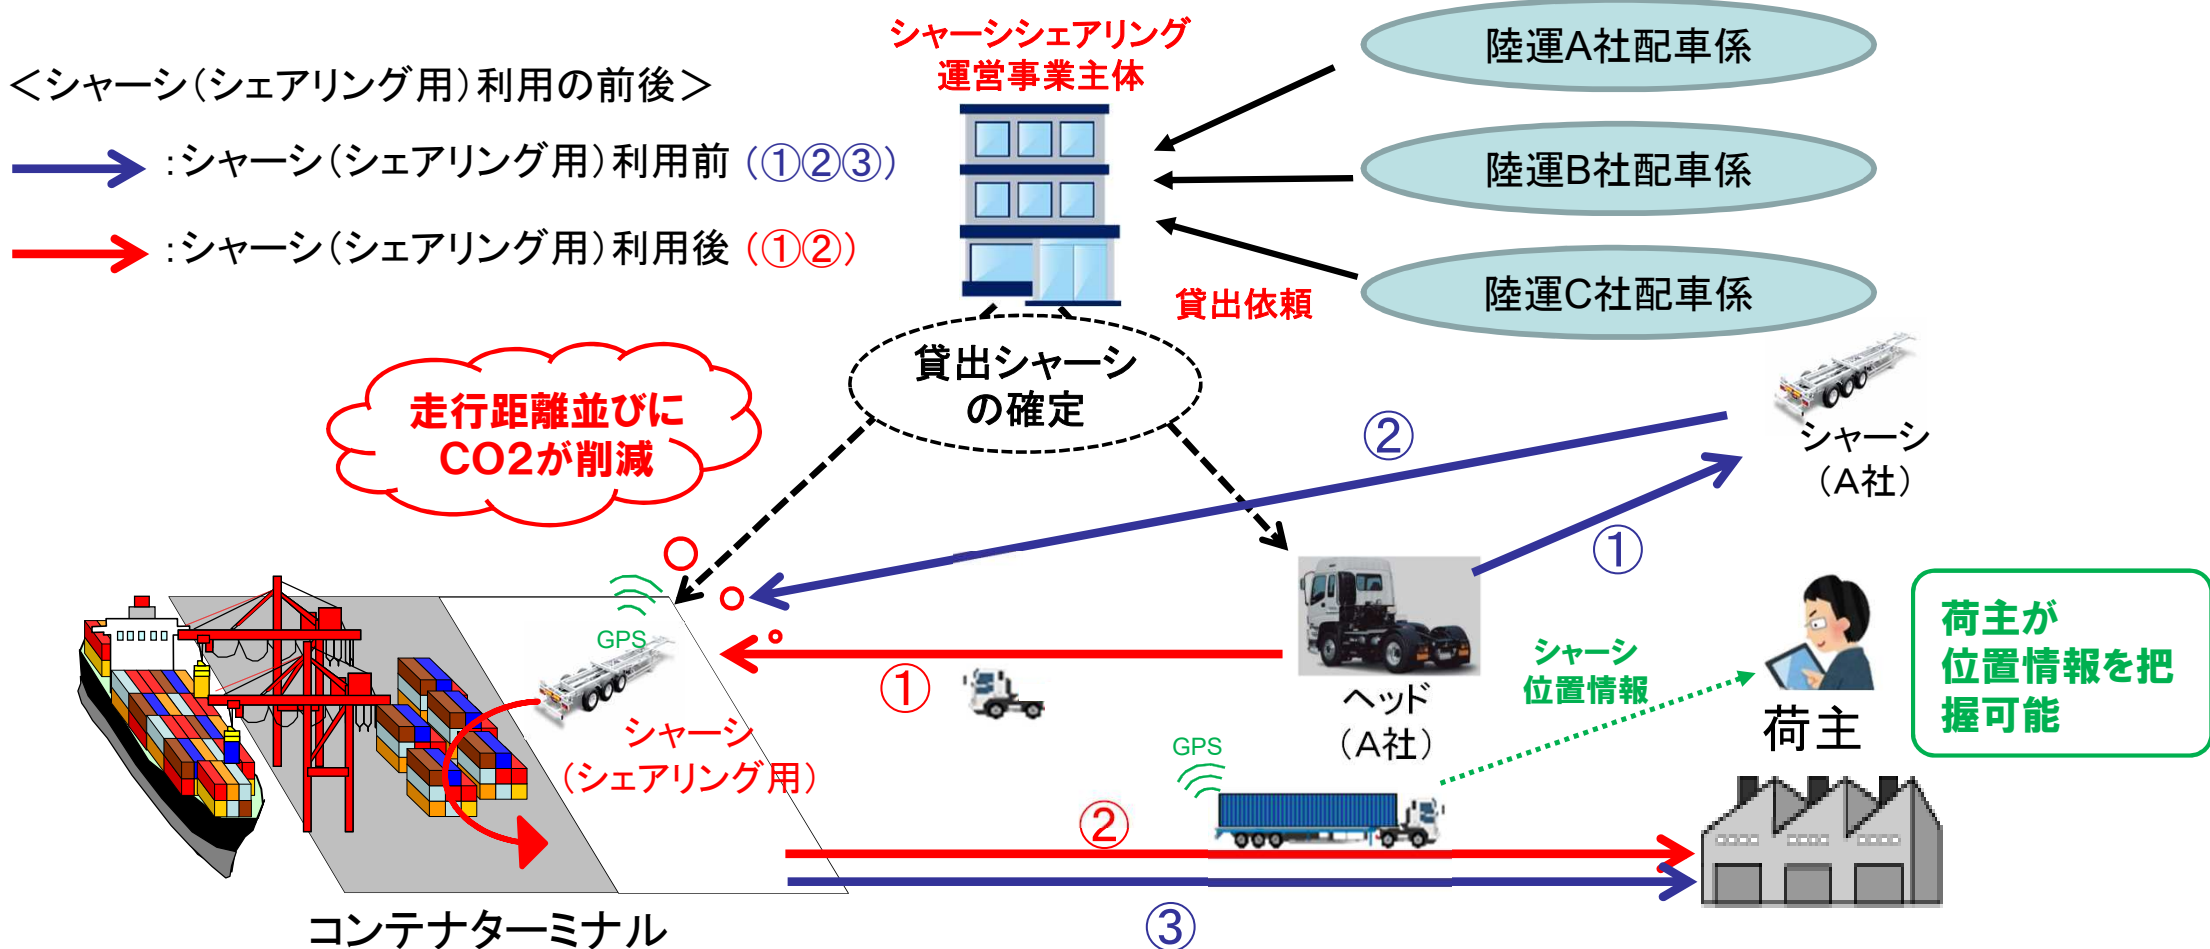 シャーシシェアリング
運営事業主体
陸運A社配車係
陸運B社配車係
陸運C社配車係
＜シャーシ（シェアリング用）利用の前後＞
：シャーシ（シェアリング用）利用前（①②③）
：シャーシ（シェアリング用）利用後（①②）
貸出依頼
貸出シャーシ
の確定
走行距離並びに
CO2が削減
②
シャーシ
（A社）
①
GPS
シャーシ
（シェアリング用）
①
ヘッド
（A社）
シャーシ
位置情報
荷主
荷主が
位置情報を把
握可能
GPS
②
③
コンテナターミナル